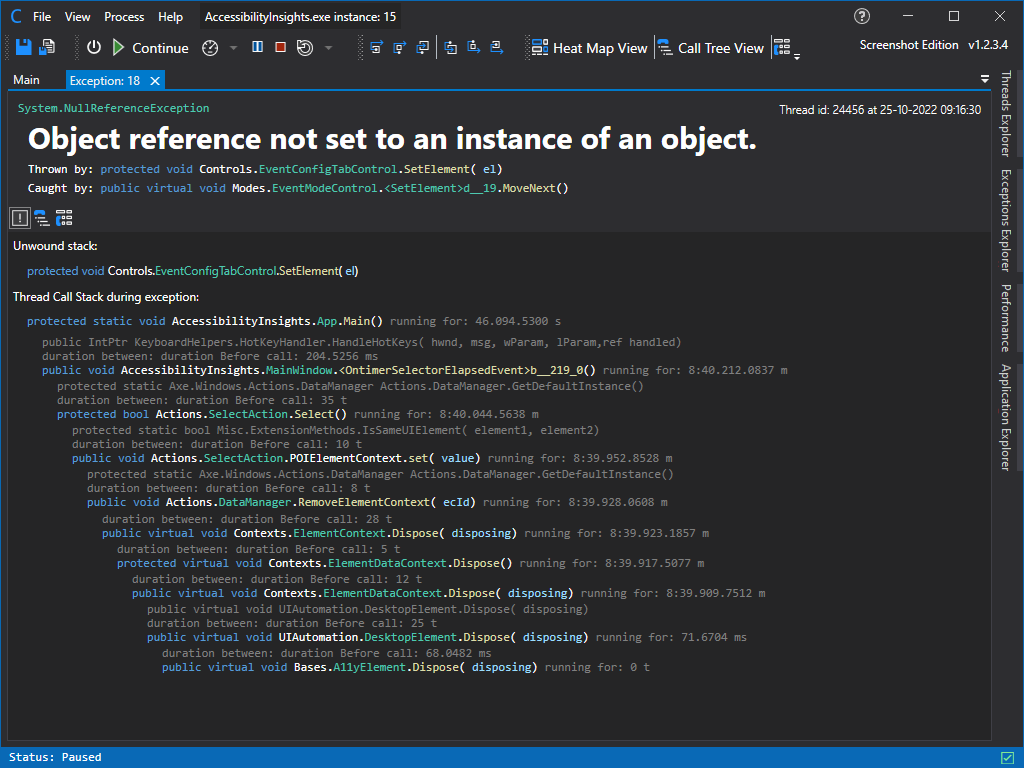 C File View Process Help AccessibilityInsights.exe instance: 15
Continue Heat Map View Call Tree View Screenshot Edition v1.2.3.4
Main Exception: 18
System.NullReferenceException Thread id: 24456 at 25-10-2022 09:16:30
Object reference not set to an instance of an object.
Thrown by: protected void Controls.EventConfigTabControl.SetElement( el)
Caught by: public virtual void Modes.EventModeControl.<SetElement>d__19.MoveNext()
Unwound stack:
protected void Controls.EventConfigTabControl.SetElement( el)
Thread Call Stack during exception:
protected static void AccessibilityInsights.App.Main() running for: 46.094.5300 s
public IntPtr KeyboardHelpers.HotKeyHandler.HandleHotKeys( hwnd, msg, wParam, lParam,ref handled)
duration between: duration Before call: 204.5256 ms
public void AccessibilityInsights.MainWindow.<OntimerSelectorElapsedEvent>b__219_0() running for: 8:40.212.0837 m
protected static Axe.Windows.Actions.DataManager Actions.DataManager.GetDefaultInstance()
duration between: duration Before call: 35 t
protected bool Actions.SelectAction.Select() running for: 8:40.044.5638 m
protected static bool Misc.ExtensionMethods.IsSameUIElement( element1, element2)
duration between: duration Before call: 10 t
public void Actions.SelectAction.POIElementContext.set( value) running for: 8:39.952.8528 m
protected static Axe.Windows.Actions.DataManager Actions.DataManager.GetDefaultInstance()
duration between: duration Before call: 8 t
public void Actions.DataManager.RemoveElementContext( ecId) running for: 8:39.928.0608 m
duration between: duration Before call: 28 t
public virtual void Contexts.ElementContext.Dispose( disposing) running for: 8:39.923.1857 m
duration between: duration Before call: 5 t
protected virtual void Contexts.ElementDataContext.Dispose() running for: 8:39.917.5077 m
duration between: duration Before call: 12 t
public virtual void Contexts.ElementDataContext.Dispose( disposing) running for: 8:39.909.7512 m
public virtual void UIAutomation.DesktopElement.Dispose( disposing)
duration between: duration Before call: 25 t
public virtual void UIAutomation.DesktopElement.Dispose( disposing) running for: 71.6704 ms
duration between: duration Before call: 68.0482 ms
public virtual void Bases.A11yElement.Dispose( disposing) running for: 0 t
Threads Explorer
Exceptions Explorer
Performance
Application Explorer
Status: Paused